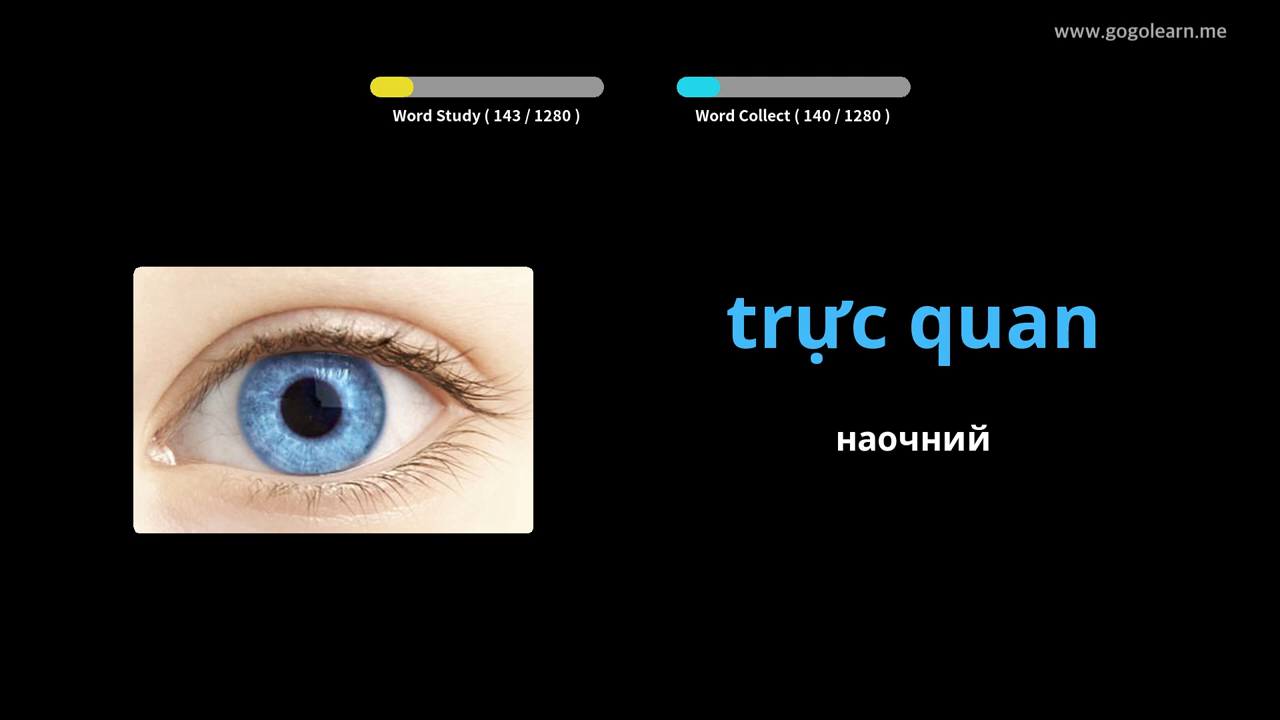 www.gogolearn.me
Word Study ( 143 / 1280 )
Word Collect ( 140 / 1280 )
trực quan
наочний